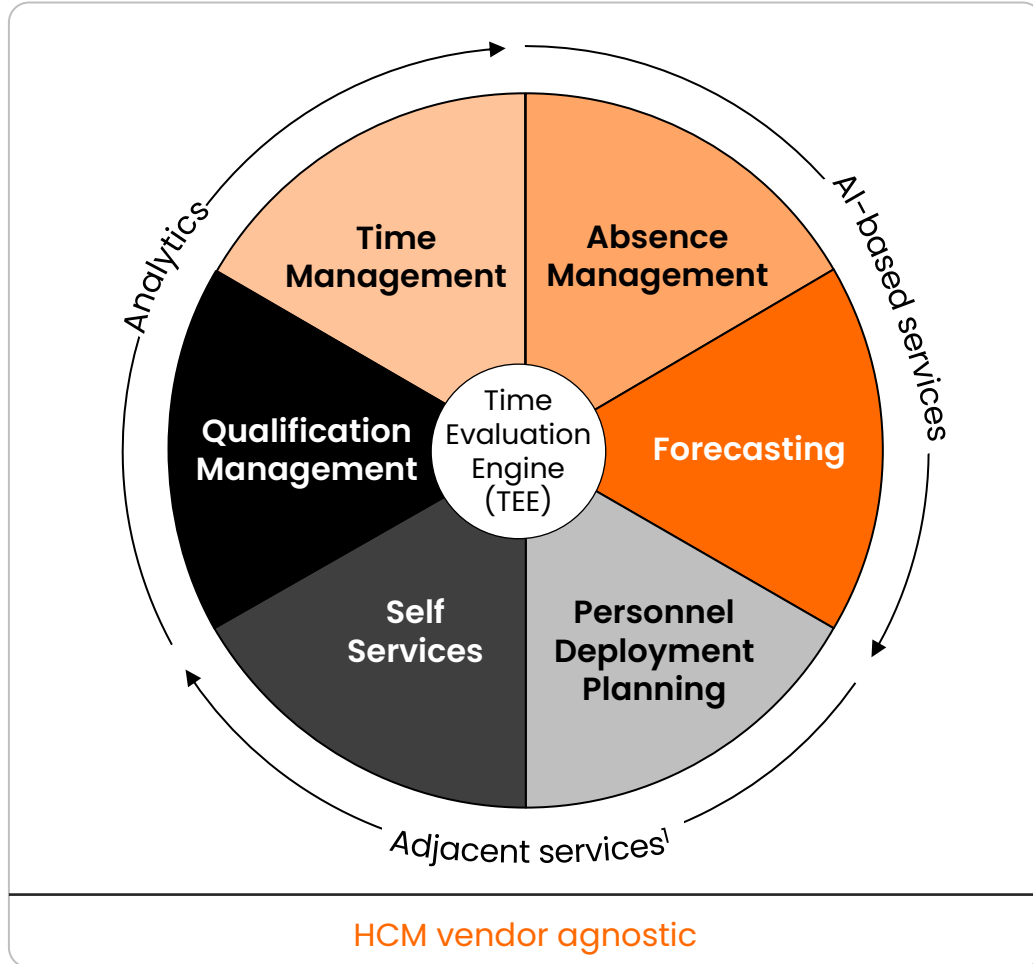 Analytics
AI-based services
Time
Management
Absence
Management
Qualification
Management
Time
Evaluation
Engine
(TEE)
Forecasting
Self
Services
Personnel
Deployment
Planning
Adjacent services¹
HCM vendor agnostic